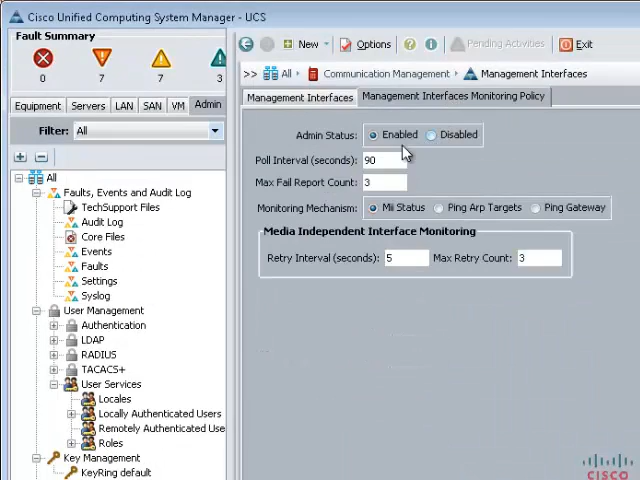 Cisco Unified Computing System Manager - UCS
Fault Summary
0 7 7 3
New Options Pending Activities Exit
>> All Communication Management Management Interfaces
Equipment Servers LAN SAN VM Admin
Filter: All
Management Interfaces Management Interfaces Monitoring Policy
All
Faults, Events and Audit Log
TechSupport Files
Audit Log
Core Files
Events
Faults
Settings
Syslog
User Management
Authentication
LDAP
RADIUS
TACACS+
User Services
Locales
Locally Authenticated Users
Remotely Authenticated Use
Roles
Key Management
KeyRing default
Admin Status: Enabled Disabled
Poll Interval (seconds): 90
Max Fail Report Count: 3
Monitoring Mechanism: Mii Status Ping Arp Targets Ping Gateway
Media Independent Interface Monitoring
Retry Interval (seconds): 5 Max Retry Count: 3
CISCO